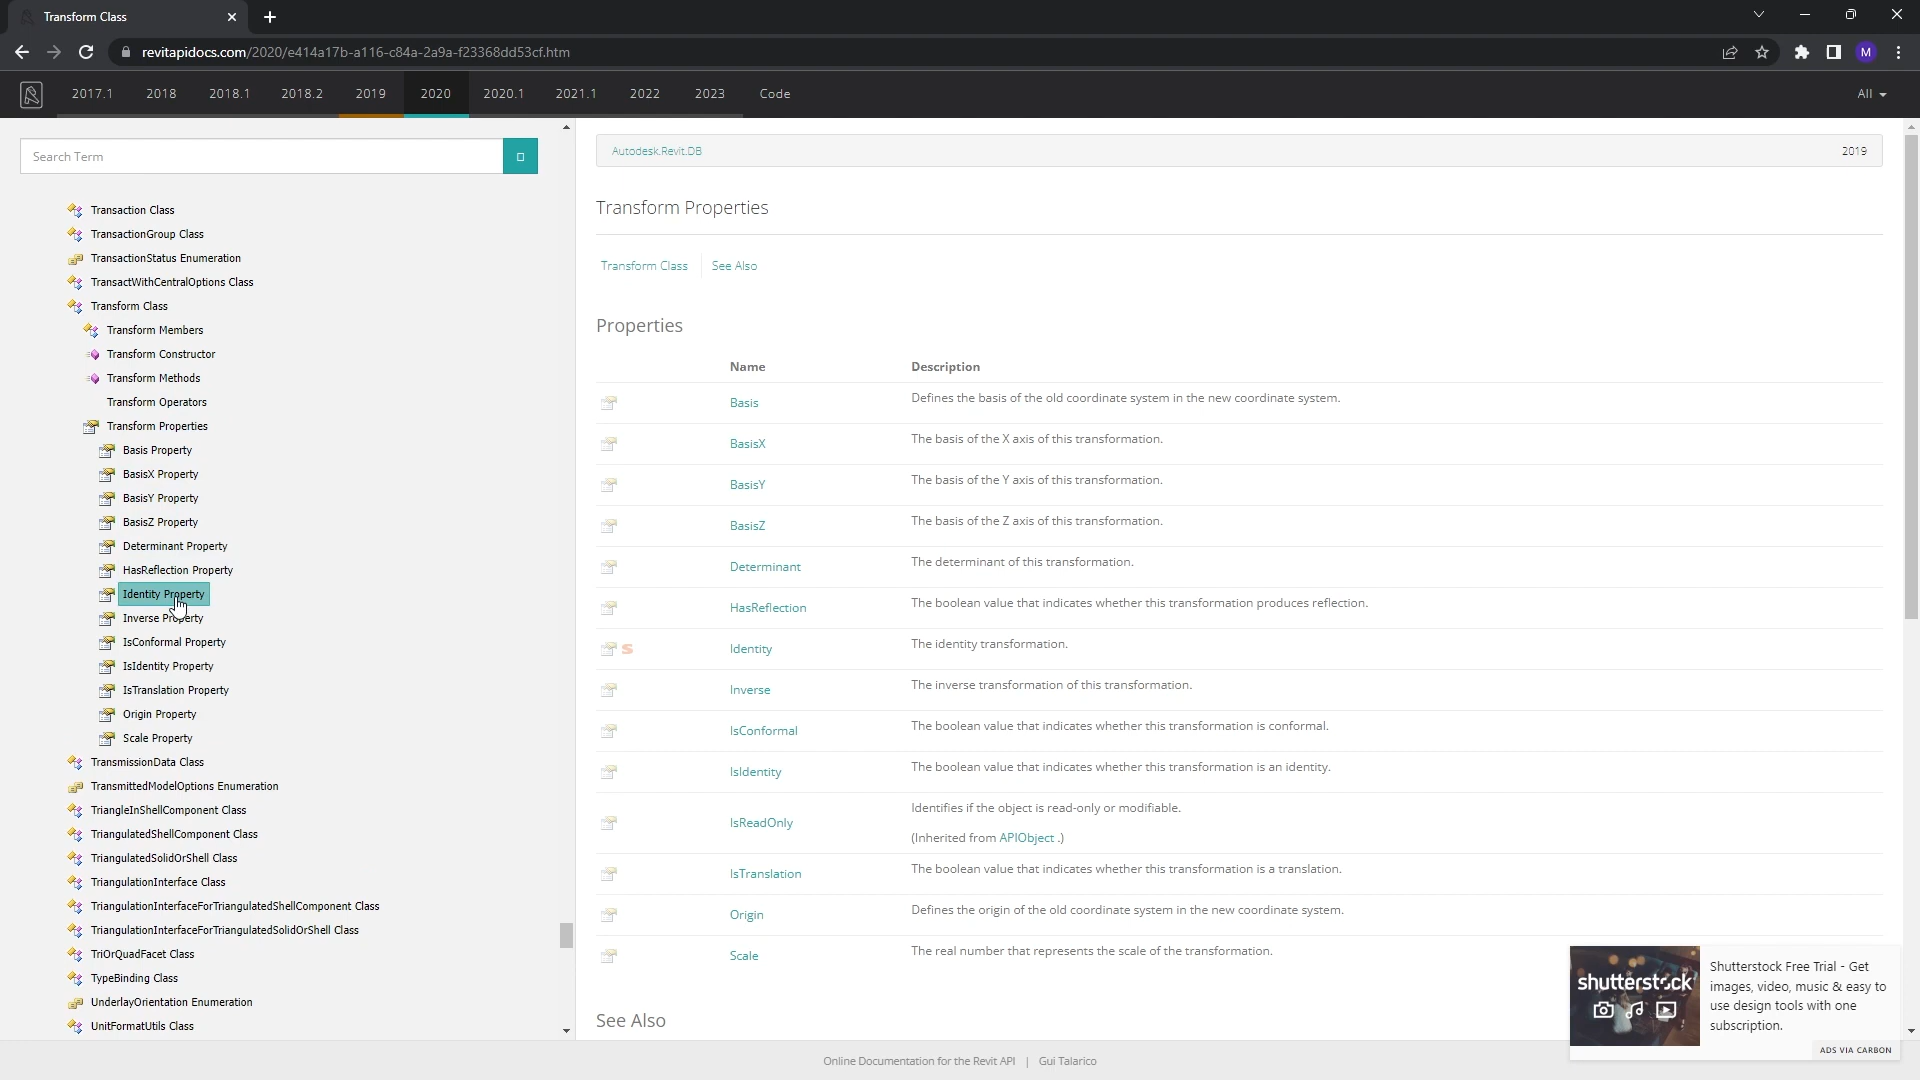 Transform Class
revitapidocs.com/2020/e414a17b-a116-c84a-2a9a-f23368dd53cf.htm
M
2017.1 2018 2018.1 2018.2 2019 2020 2020.1 2021.1 2022 2023 Code All
Search Term
Transaction Class
TransactionGroup Class
TransactionStatus Enumeration
TransactWithCentralOptions Class
Transform Class
Transform Members
Transform Constructor
Transform Methods
Transform Operators
Transform Properties
Basis Property
BasisX Property
BasisY Property
BasisZ Property
Determinant Property
HasReflection Property
Identity Property
Inverse Property
IsConformal Property
IsIdentity Property
IsTranslation Property
Origin Property
Scale Property
TransmissionData Class
TransmittedModelOptions Enumeration
TriangleInShellComponent Class
TriangulatedShellComponent Class
TriangulatedSolidOrShell Class
TriangulationInterface Class
TriangulationInterfaceForTriangulatedShellComponent Class
TriangulationInterfaceForTriangulatedSolidOrShell Class
TriOrQuadFacet Class
TypeBinding Class
UnderlayOrientation Enumeration
UnitFormatUtils Class
Autodesk.Revit.DB 2019
Transform Properties
Transform Class See Also
Properties
Name Description
Basis Defines the basis of the old coordinate system in the new coordinate system.
BasisX The basis of the X axis of this transformation.
BasisY The basis of the Y axis of this transformation.
BasisZ The basis of the Z axis of this transformation.
Determinant The determinant of this transformation.
HasReflection The boolean value that indicates whether this transformation produces reflection.
S Identity The identity transformation.
Inverse The inverse transformation of this transformation.
IsConformal The boolean value that indicates whether this transformation is conformal.
IsIdentity The boolean value that indicates whether this transformation is an identity.
IsReadOnly Identifies if the object is read-only or modifiable.
(Inherited from APIObject .)
IsTranslation The boolean value that indicates whether this transformation is a translation.
Origin Defines the origin of the old coordinate system in the new coordinate system.
Scale The real number that represents the scale of the transformation.
See Also
shutterstock
Shutterstock Free Trial - Get
images, video, music & easy to
use design tools with one
subscription.
ADS VIA CARBON
Online Documentation for the Revit API | Gui Talarico